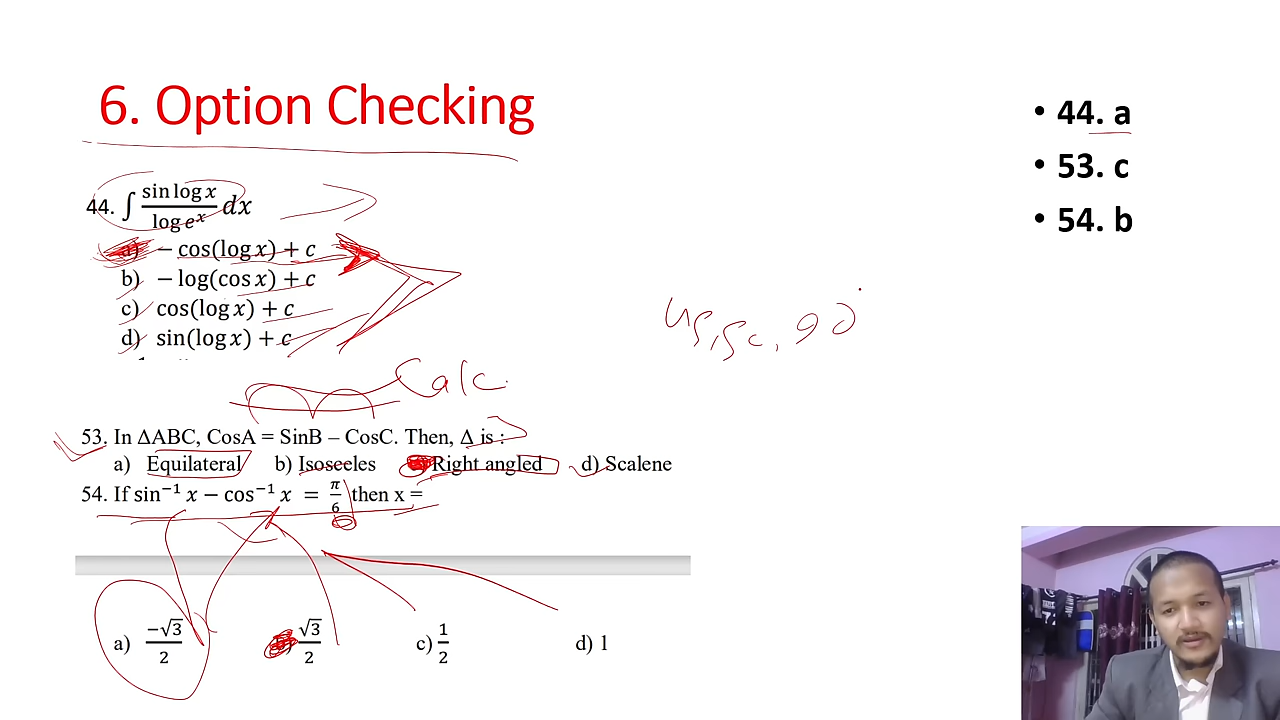 6. Option Checking
44. ∫ sin log x / log eˣ dx
a) − cos(log x) + c
b) − log(cos x) + c
c) cos(log x) + c
d) sin(log x) + c
Calc.
53. In ΔABC, CosA = SinB – CosC. Then, Δ is :
a) Equilateral b) Isosceles Right angled d) Scalene
54. If sin⁻¹ x − cos⁻¹ x = π/6 then x =
a) −√3/2 √3/2 c) 1/2 d) 1
• 44. a
• 53. c
• 54. b
90°